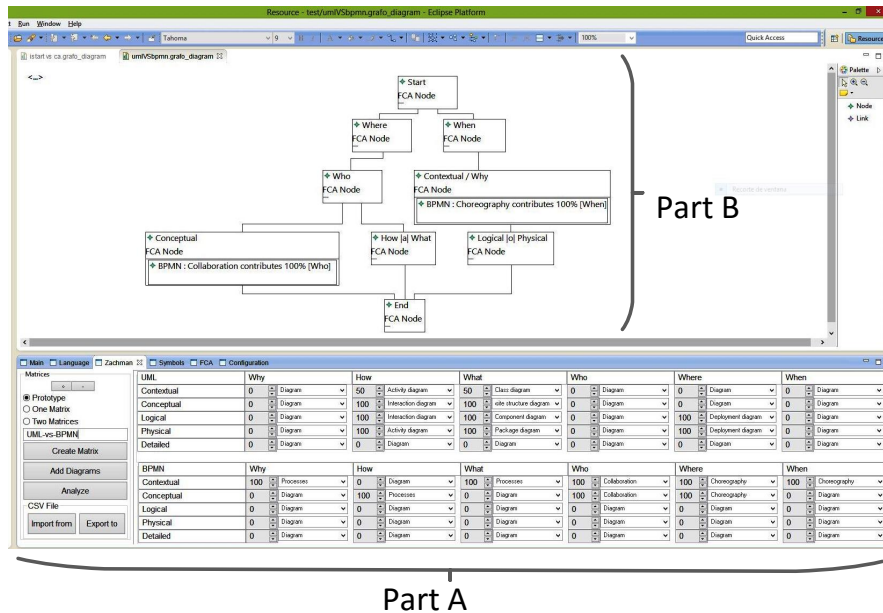 Resource - test/umlVSbpmn.grafo_diagram - Eclipse Platform
Run Window Help
Tahoma 9 100% Quick Access Resource
istart vs ca.grafo_diagram umlVSbpmn.grafo_diagram
<...>
Palette
Node
Link
Start
FCA Node
Where
FCA Node
When
FCA Node
Who
FCA Node
Contextual / Why
FCA Node
BPMN : Choreography contributes 100% [When]
Part B
Conceptual
FCA Node
BPMN : Collaboration contributes 100% [Who]
How |a| What
FCA Node
Logical |o| Physical
FCA Node
End
FCA Node
Main Language Zachman Symbols FCA Configuration
Matrices
+ -
Prototype
One Matrix
Two Matrices
UML-vs-BPMN
Create Matrix
Add Diagrams
Analyze
CSV File
Import from Export to
UML Why How What Who Where When
Contextual 0 Diagram 50 Activity diagram 50 Class diagram 0 Diagram 0 Diagram 0 Diagram
Conceptual 0 Diagram 100 Interaction diagram 100 site structure diagram 0 Diagram 0 Diagram 0 Diagram
Logical 0 Diagram 100 Interaction diagram 100 Component diagram 0 Diagram 100 Deployment diagram 0 Diagram
Physical 0 Diagram 100 Activity diagram 100 Package diagram 0 Diagram 100 Deployment diagram 0 Diagram
Detailed 0 Diagram 0 Diagram 0 Diagram 0 Diagram 0 Diagram 0 Diagram
BPMN Why How What Who Where When
Contextual 100 Processes 0 Diagram 100 Processes 100 Collaboration 100 Choreography 100 Choreography
Conceptual 0 Diagram 100 Processes 0 Diagram 100 Collaboration 100 Choreography 0 Diagram
Logical 0 Diagram 0 Diagram 0 Diagram 0 Diagram 0 Diagram 0 Diagram
Physical 0 Diagram 0 Diagram 0 Diagram 0 Diagram 0 Diagram 0 Diagram
Detailed 0 Diagram 0 Diagram 0 Diagram 0 Diagram 0 Diagram 0 Diagram
Part A